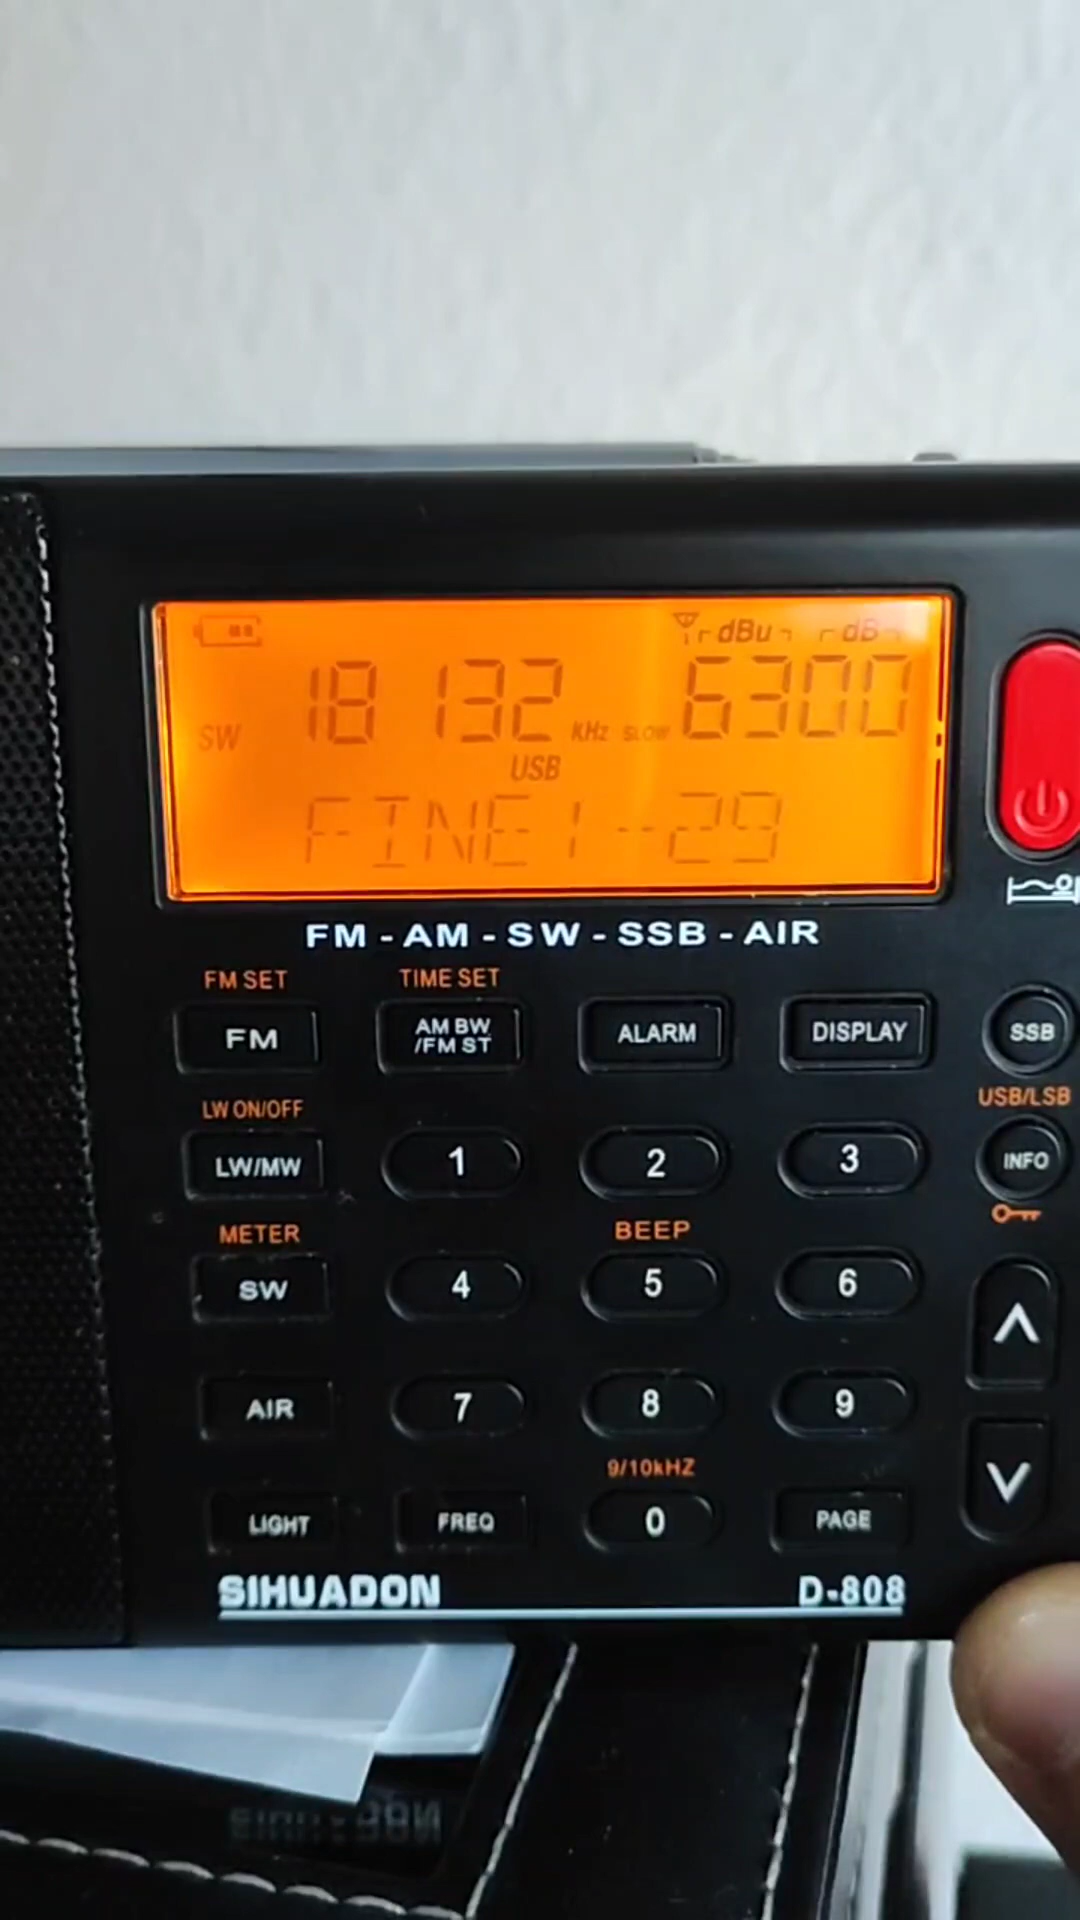 dBu dB
SW 18 132 KHz SLOW 6300
USB
FINE1 -29
FM - AM - SW - SSB - AIR
FM SET TIME SET
FM AM BW /FM ST ALARM DISPLAY SSB
LW ON/OFF USB/LSB
LW/MW 1 2 3 INFO
METER BEEP
SW 4 5 6
AIR 7 8 9
9/10kHZ
LIGHT FREQ 0 PAGE
SIHUADON D-808